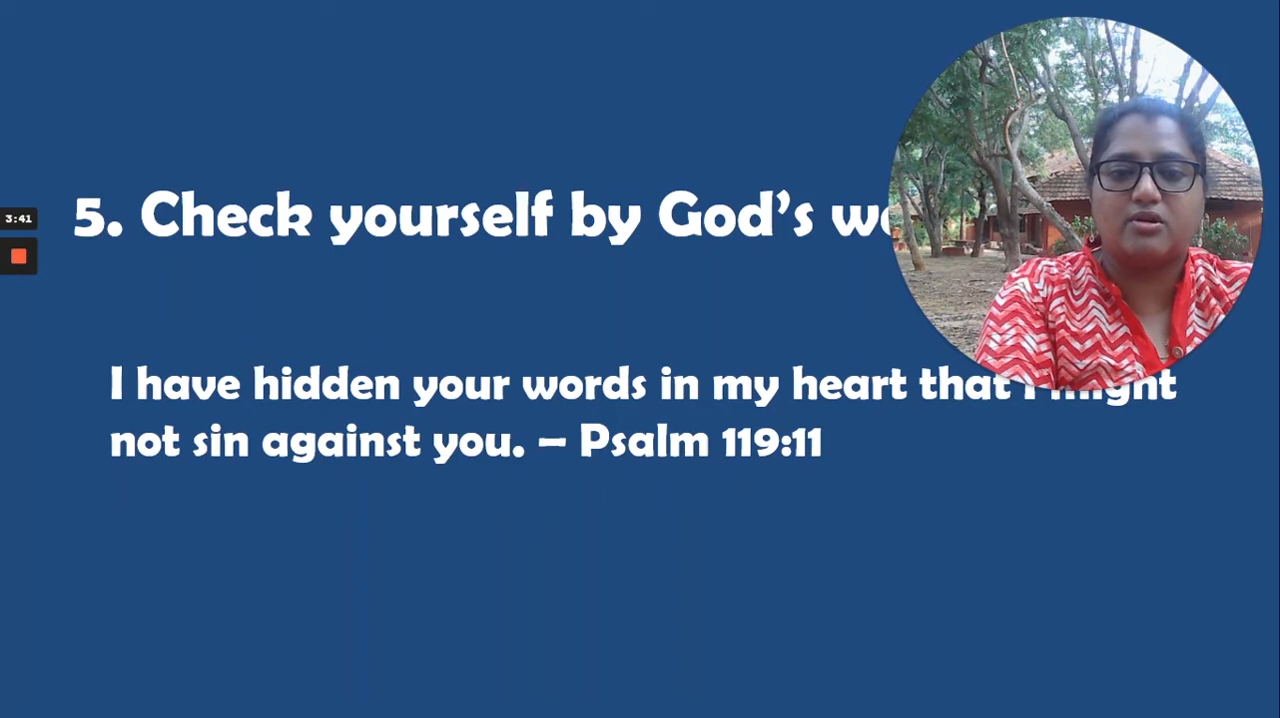 3:41
5. Check yourself by God's
I have hidden your words in my heart that I might
not sin against you. – Psalm 119:11